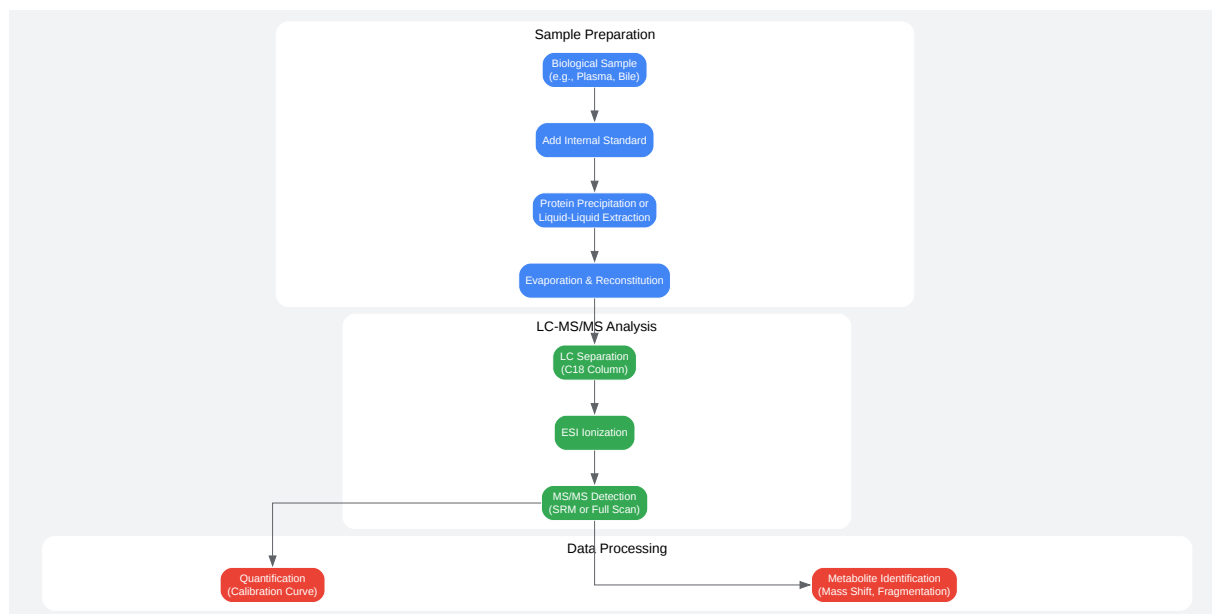 Sample Preparation
Biological Sample
(e.g., Plasma, Bile)
Add Internal Standard
Protein Precipitation or
Liquid-Liquid Extraction
Evaporation & Reconstitution
LC-MS/MS Analysis
LC Separation
(C18 Column)
ESI Ionization
MS/MS Detection
(SRM or Full Scan)
Data Processing
Quantification
(Calibration Curve)
Metabolite Identification
(Mass Shift, Fragmentation)